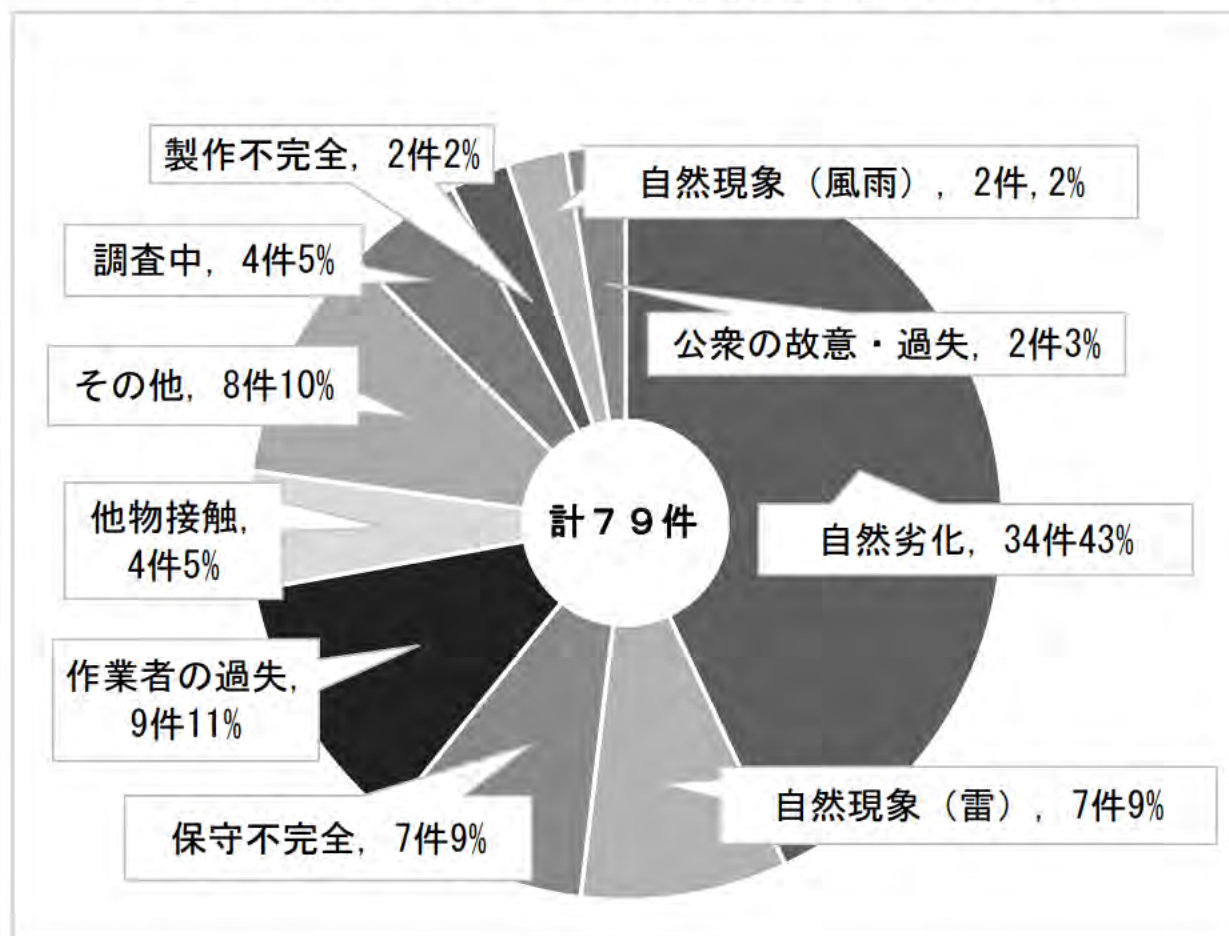 製作不完全, 2件2%
自然現象（風雨）, 2件,2%
調査中, 4件5%
公衆の故意・過失, 2件3%
その他, 8件10%
他物接触,
4件5%
計７９件
自然劣化, 34件43%
作業者の過失,
9件11%
自然現象（雷）, 7件9%
保守不完全, 7件9%